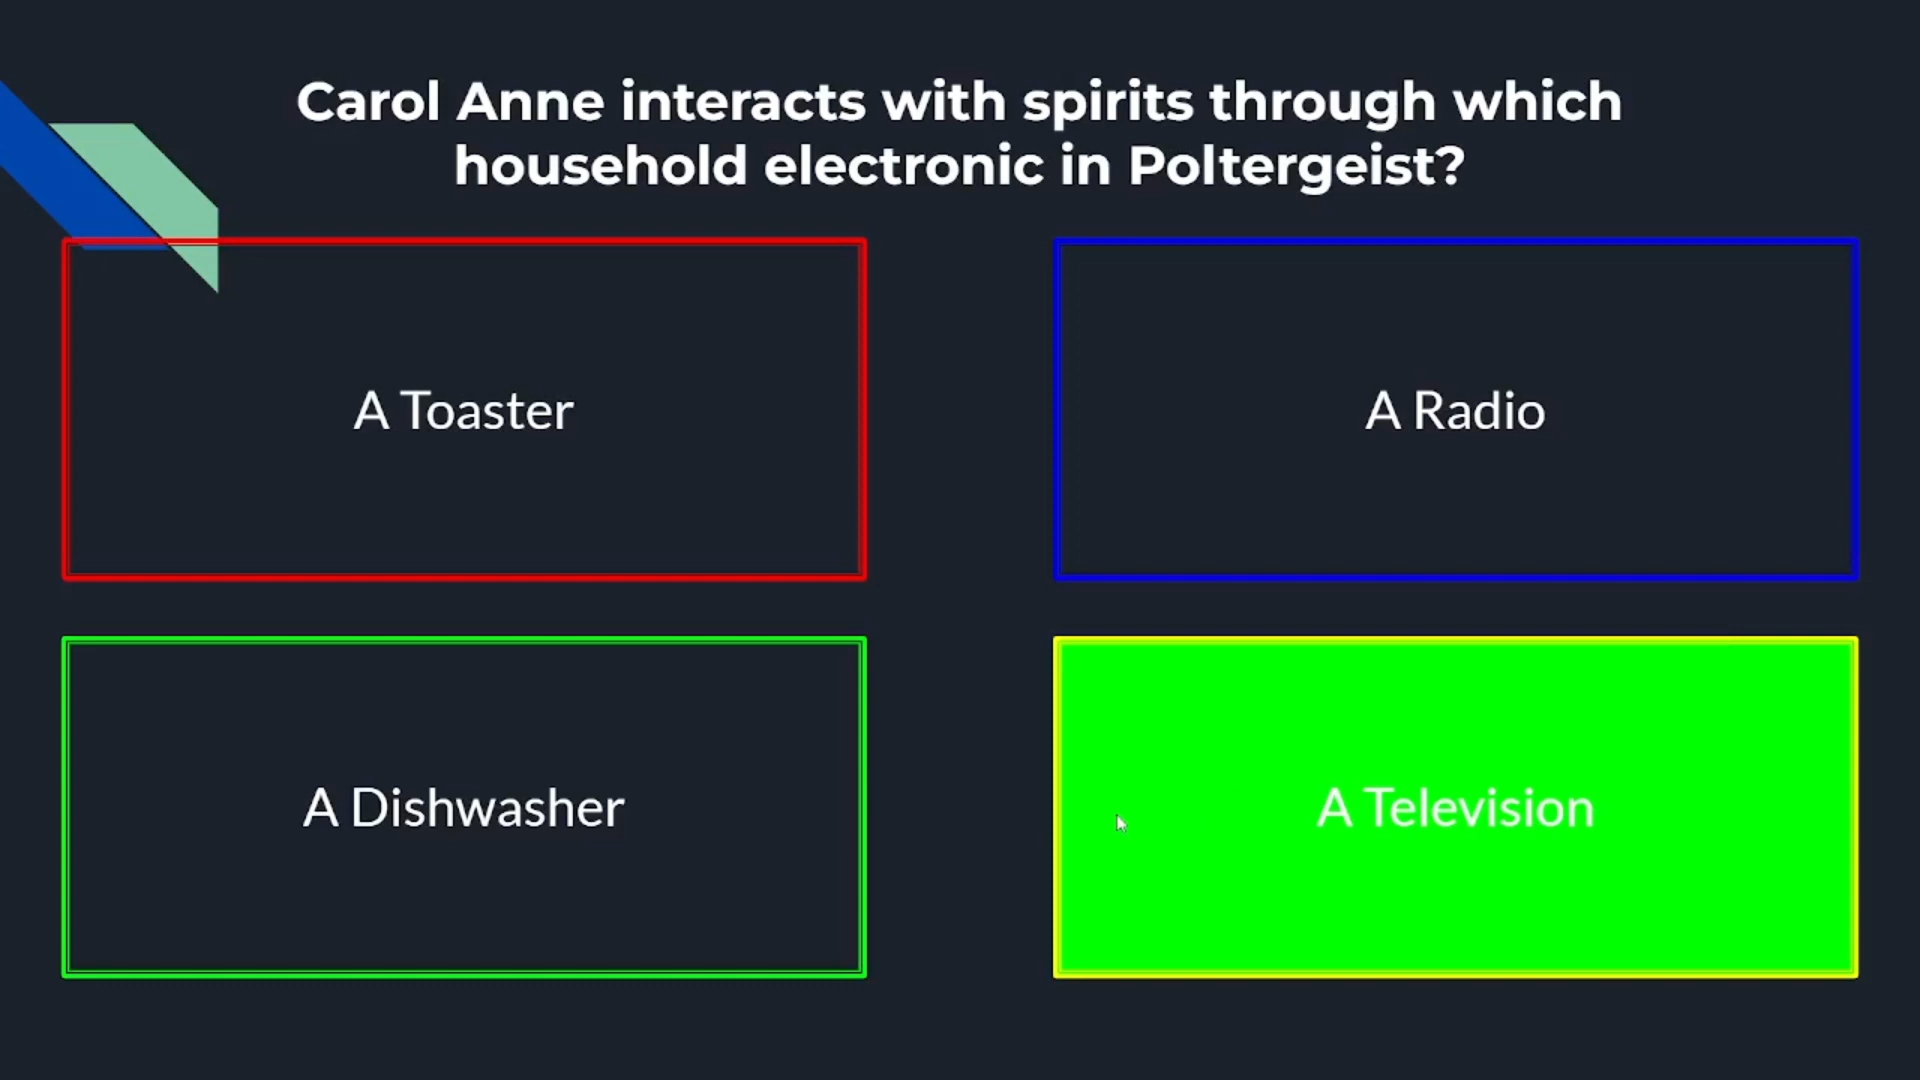 Carol Anne interacts with spirits through which
household electronic in Poltergeist?
A Toaster
A Radio
A Dishwasher
A Television